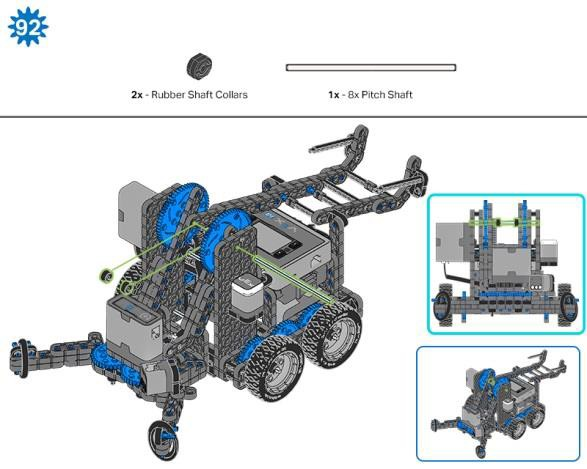 92
2x - Rubber Shaft Collars
1x - 8x Pitch Shaft